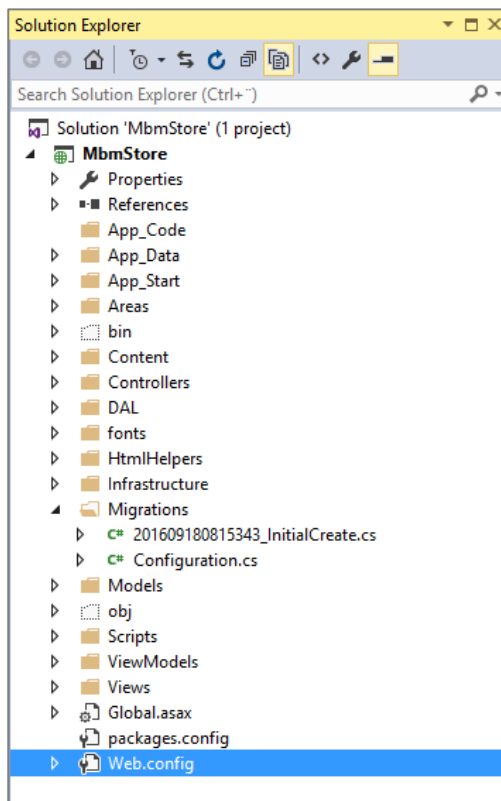 Solution Explorer
Search Solution Explorer (Ctrl+¨)
Solution 'MbmStore' (1 project)
MbmStore
Properties
References
App_Code
App_Data
App_Start
Areas
bin
Content
Controllers
DAL
fonts
HtmlHelpers
Infrastructure
Migrations
C# 201609180815343_InitialCreate.cs
C# Configuration.cs
Models
obj
Scripts
ViewModels
Views
Global.asax
packages.config
Web.config